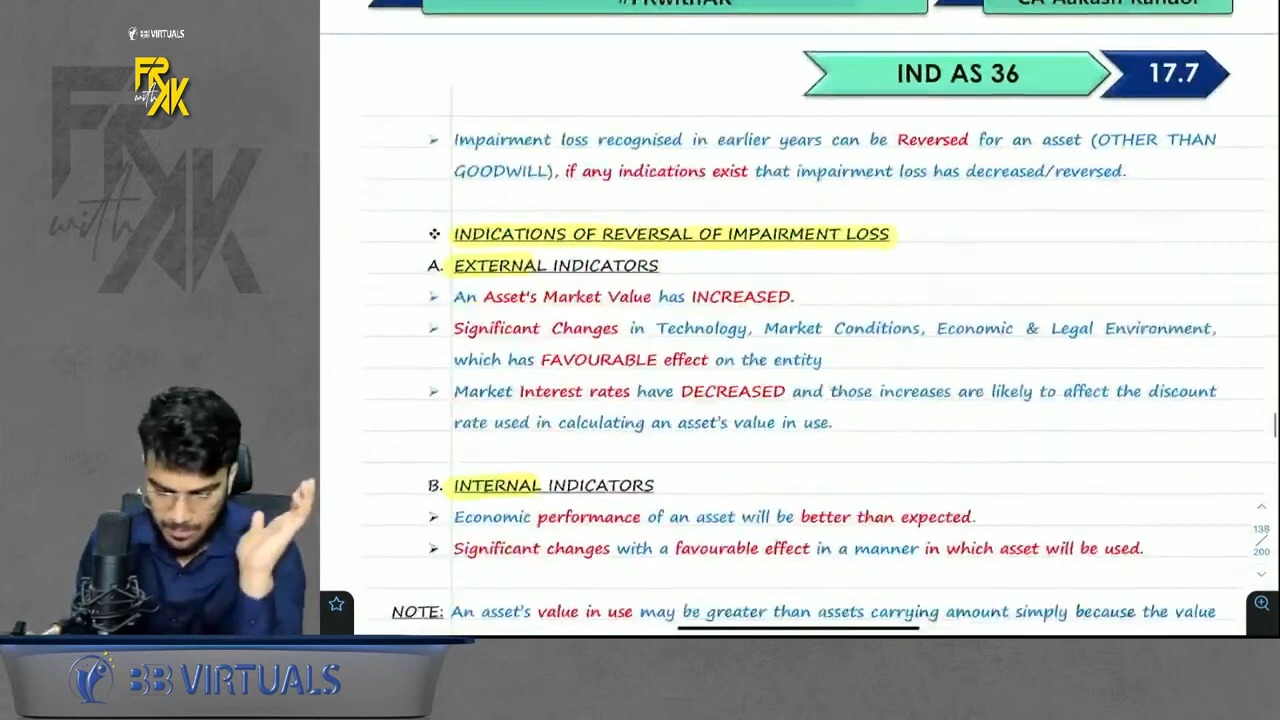 BB VIRTUALS
FR
with
AK
FR
with
AK
#FRwithAK
CA Aakash Kandoi
IND AS 36
17.7
➢ Impairment loss recognised in earlier years can be Reversed for an asset (OTHER THAN
GOODWILL), if any indications exist that impairment loss has decreased/reversed.
❖ INDICATIONS OF REVERSAL OF IMPAIRMENT LOSS
A. EXTERNAL INDICATORS
➢ An Asset's Market Value has INCREASED.
➢ Significant Changes in Technology, Market Conditions, Economic & Legal Environment,
which has FAVOURABLE effect on the entity
➢ Market Interest rates have DECREASED and those increases are likely to affect the discount
rate used in calculating an asset's value in use.
B. INTERNAL INDICATORS
➢ Economic performance of an asset will be better than expected.
➢ Significant changes with a favourable effect in a manner in which asset will be used.
138
200
NOTE: An asset's value in use may be greater than assets carrying amount simply because the value
BB VIRTUALS